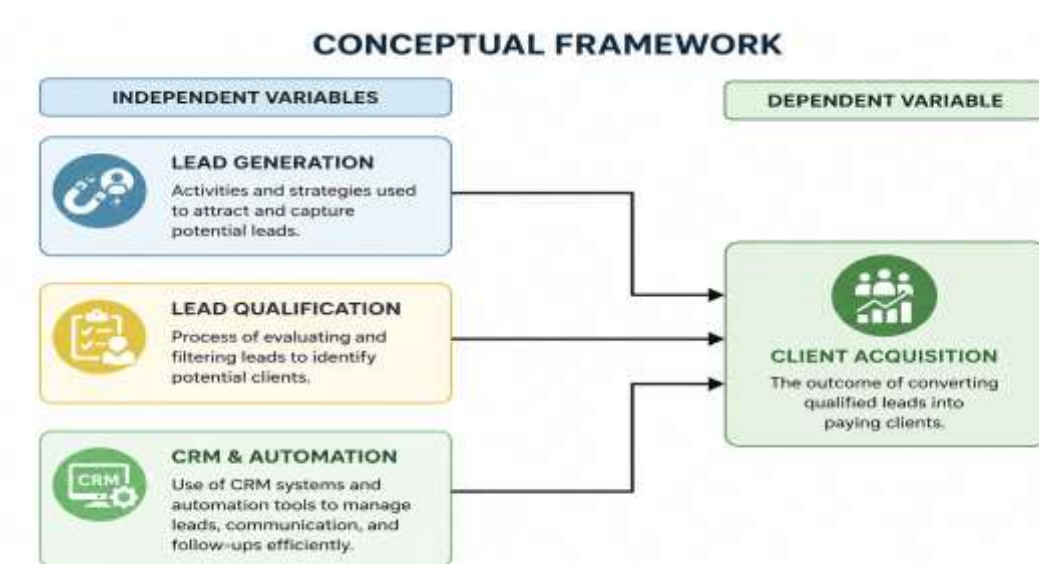 CONCEPTUAL FRAMEWORK
INDEPENDENT VARIABLES
LEAD GENERATION
Activities and strategies used
to attract and capture
potential leads.
LEAD QUALIFICATION
Process of evaluating and
filtering leads to identify
potential clients.
CRM & AUTOMATION
CRM
Use of CRM systems and
automation tools to manage
leads, communication, and
follow-ups efficiently.
DEPENDENT VARIABLE
CLIENT ACQUISITION
The outcome of converting
qualified leads into
paying clients.